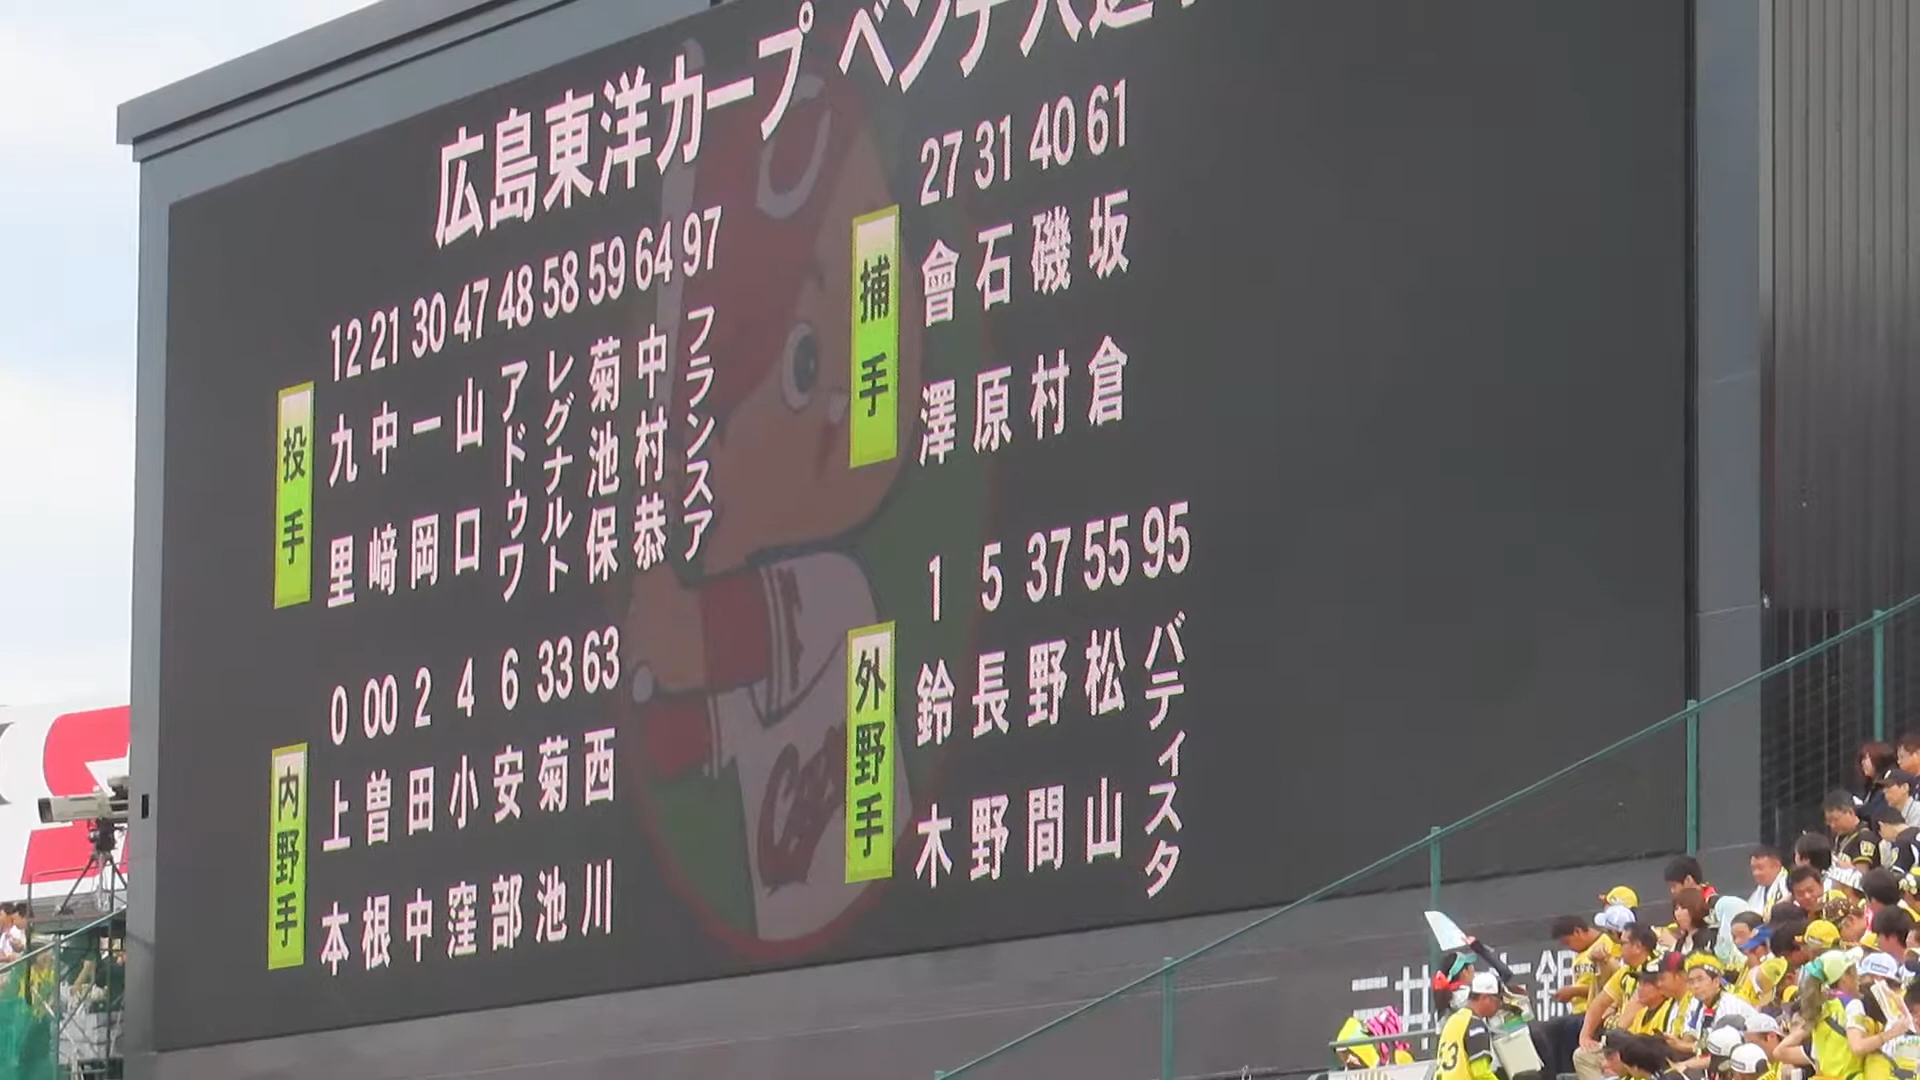 広島東洋カープ ベンチ入選手
投手
12 九里
21 中﨑
30 一岡
47 山口
48 アドゥワ
58 レグナルト
59 菊池保
64 中村恭
97 フランスア
捕手
27 會澤
31 石原
40 磯村
61 坂倉
内野手
0 上本
00 曽根
2 田中
4 小窪
6 安部
33 菊池
63 西川
外野手
1 鈴木
5 長野
37 野間
55 松山
95 バティスタ
53